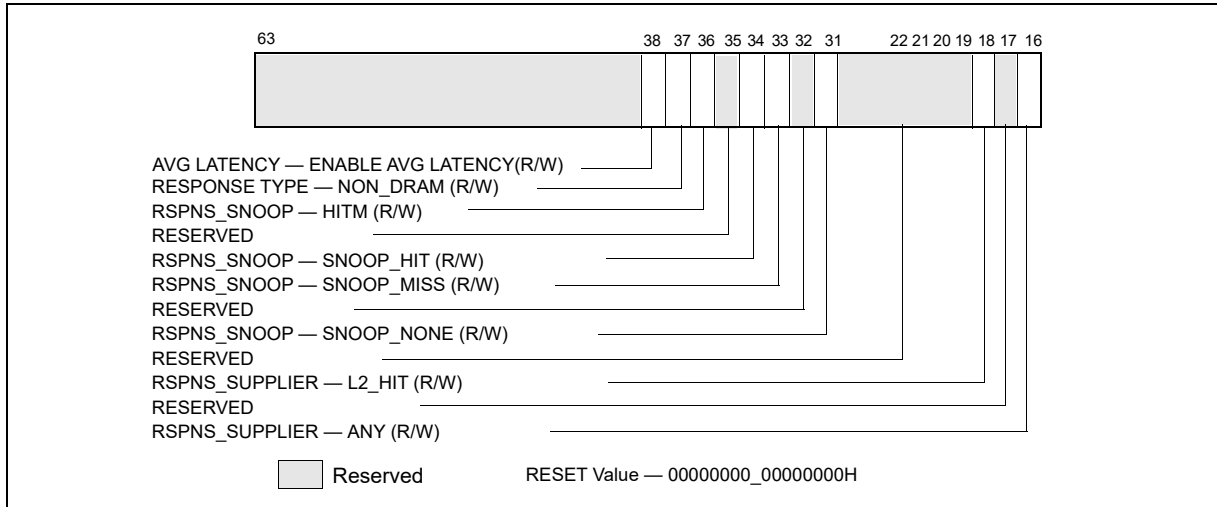 63 38 37 36 35 34 33 32 31 22 21 20 19 18 17 16
AVG LATENCY — ENABLE AVG LATENCY(R/W)
RESPONSE TYPE — NON_DRAM (R/W)
RSPNS_SNOOP — HITM (R/W)
RESERVED
RSPNS_SNOOP — SNOOP_HIT (R/W)
RSPNS_SNOOP — SNOOP_MISS (R/W)
RESERVED
RSPNS_SNOOP — SNOOP_NONE (R/W)
RESERVED
RSPNS_SUPPLIER — L2_HIT (R/W)
RESERVED
RSPNS_SUPPLIER — ANY (R/W)
Reserved RESET Value — 00000000_00000000H